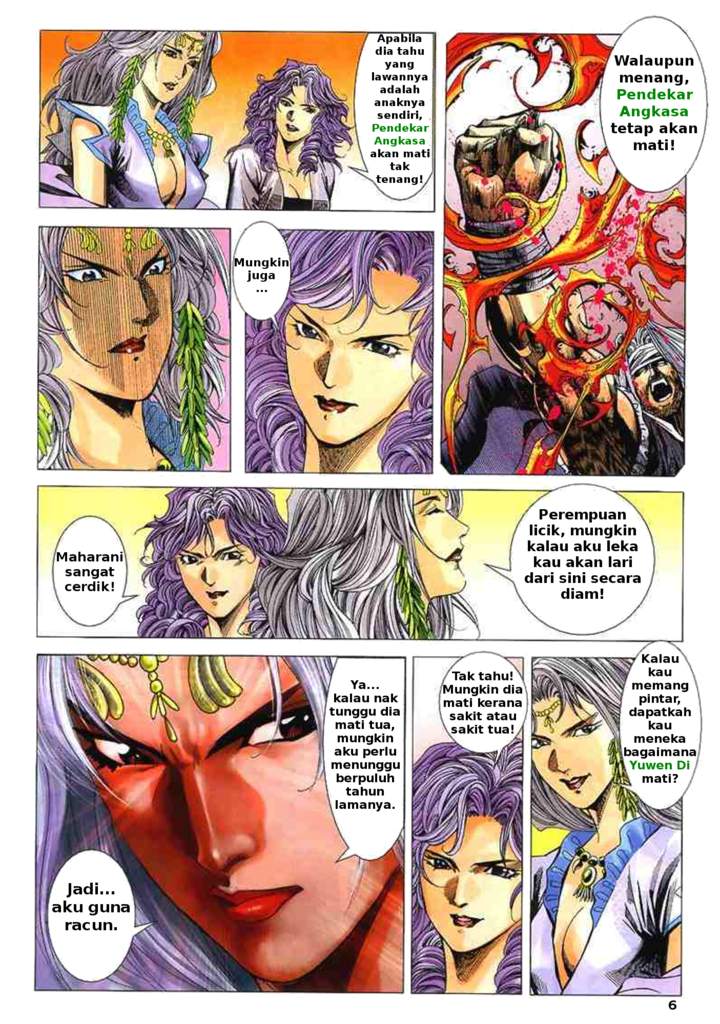 Walaupun
menang,
Pendekar
Angkasa
tetap akan
mati!
Apabila
dia tahu
yang
lawannya
adalah
anaknya
sendiri,
Pendekar
Angkasa
akan mati
tak
tenang!
Mungkin
juga
...
Perempuan
licik, mungkin
kalau aku leka
kau akan lari
dari sini secara
diam!
Maharani
sangat
cerdik!
Kalau
kau
memang
pintar,
dapatkah
kau
meneka
bagaimana
Yuwen Di
mati?
Tak tahu!
Mungkin dia
mati kerana
sakit atau
sakit tua!
Ya...
kalau nak
tunggu dia
mati tua,
mungkin
aku perlu
menunggu
berpuluh
tahun
lamanya.
Jadi...
aku guna
racun.
6